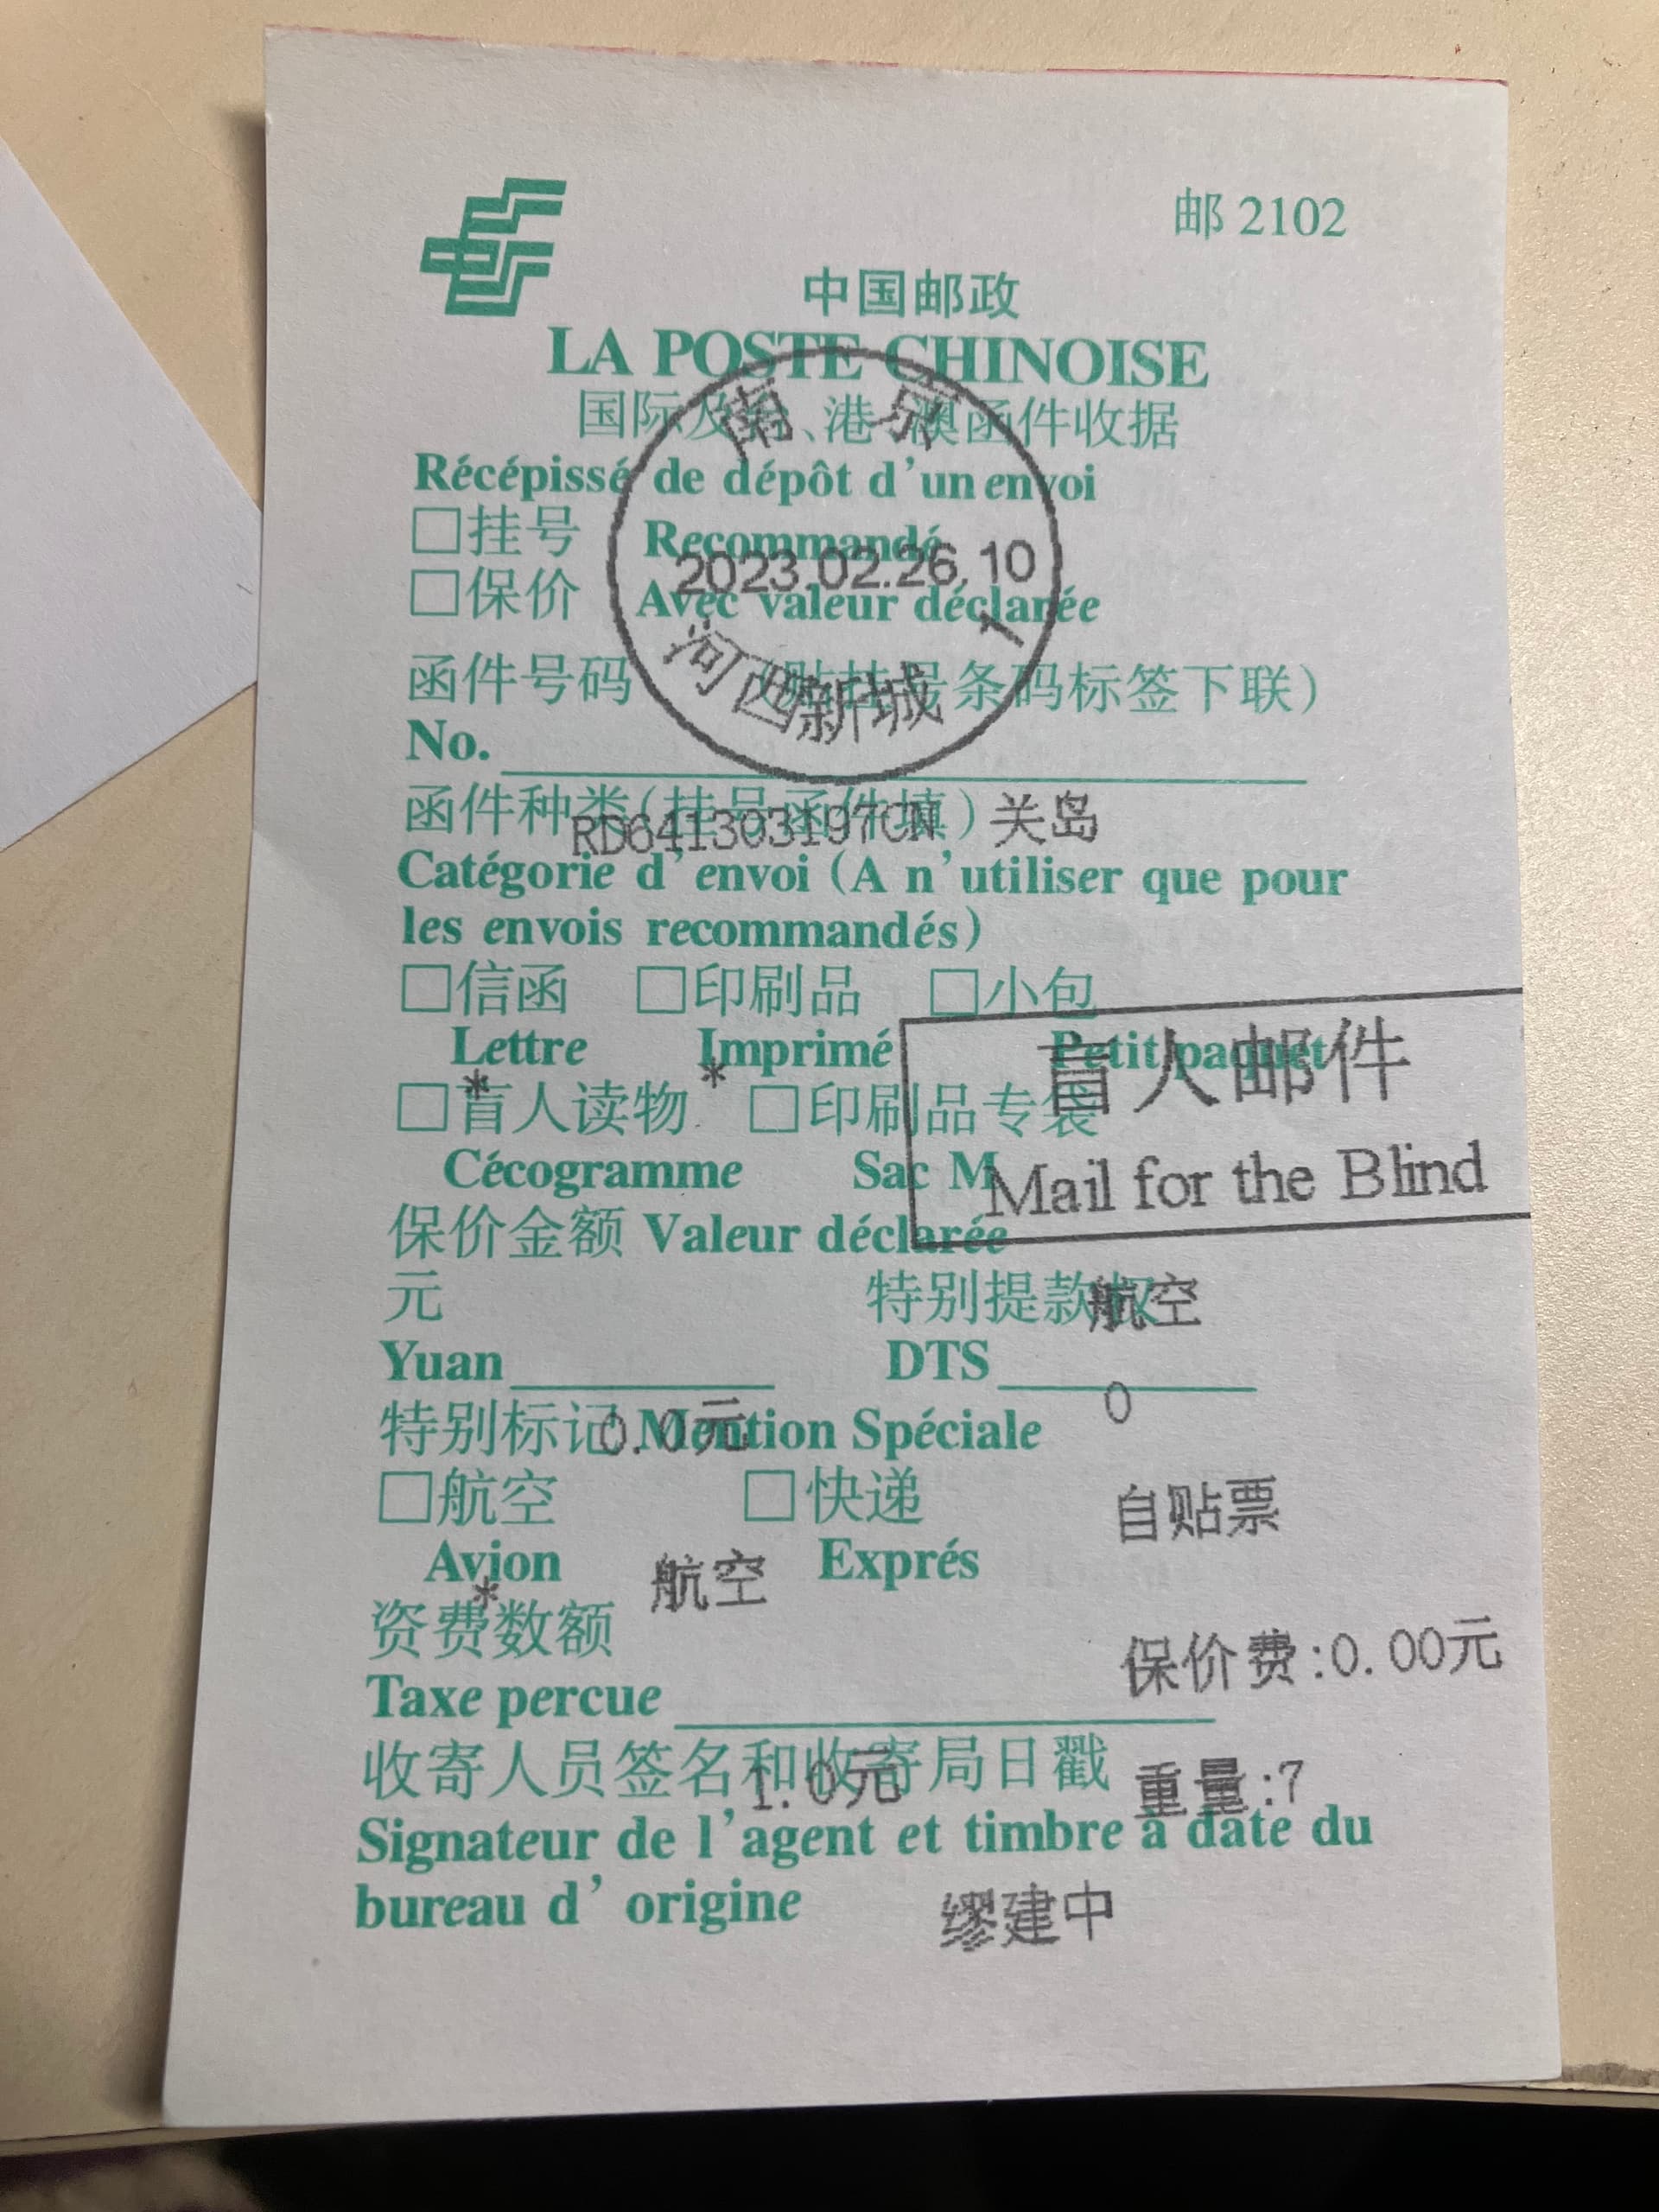 邮 2102
中国邮政
LA POSTE CHINOISE
国际及台、港、澳函件收据
Récépissé de dépôt d'un envoi
□挂号 Recommandé
□保价 Avec valeur déclarée
南京
2023.02.26.10
1
河西新城
函件号码 (贴挂号条码标签下联)
No.
函件种类(挂号函件填) 关岛
RD641303197CN
Catégorie d'envoi (A n'utiliser que pour
les envois recommandés)
□信函 □印刷品 □小包
Lettre Imprimé Petit paquet
* *
□盲人读物 □印刷品专袋
Cécogramme Sac M
盲人邮件
Mail for the Blind
保价金额 Valeur déclarée
元 特别提款权
航空
Yuan DTS
0
特别标记 Mention Spéciale
0.0元
□航空 □快递
自贴票
Avion Exprés
* 航空
资费数额
保价费:0.00元
Taxe percue
收寄人员签名和收寄局日戳
1.0元 重量:7
Signateur de l'agent et timbre à date du
bureau d' origine
缪建中